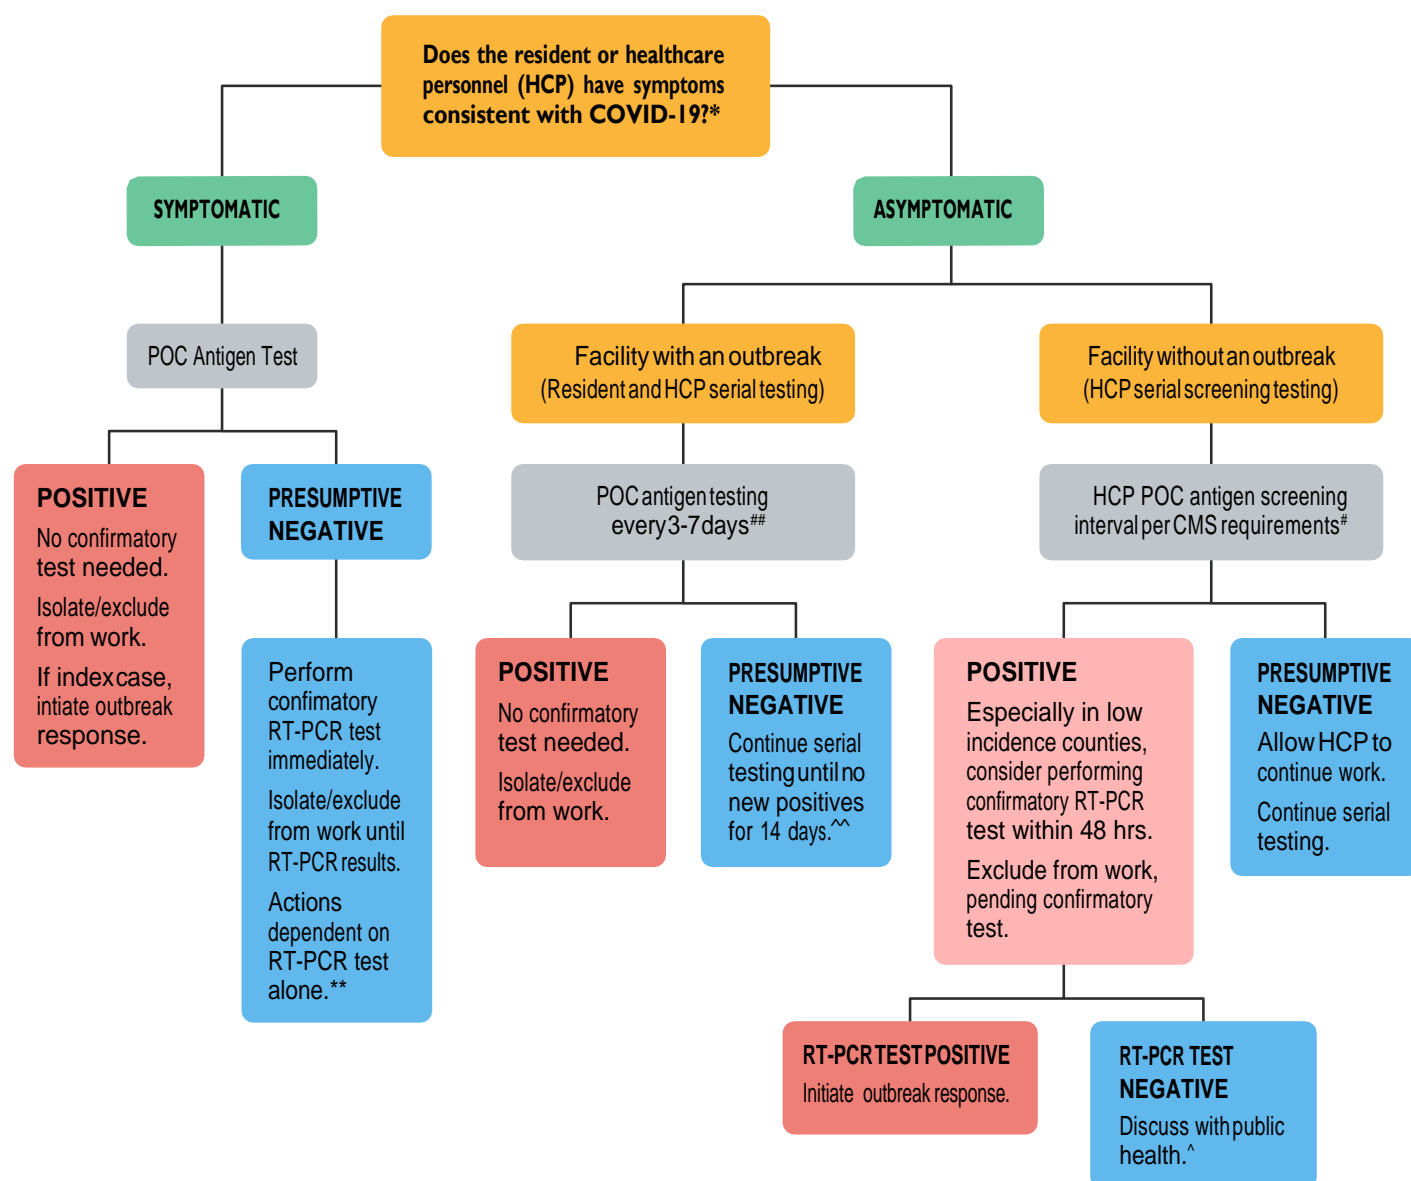 Does the resident or healthcare
personnel (HCP) have symptoms
consistent with COVID-19?*
SYMPTOMATIC
ASYMPTOMATIC
POC Antigen Test
Facility with an outbreak
(Resident and HCP serial testing)
Facility without an outbreak
(HCP serial screening testing)
POSITIVE
No confirmatory
test needed.
Isolate/exclude
from work.
If index case,
intiate outbreak
response.
PRESUMPTIVE
NEGATIVE
POC antigen testing
every 3-7 days##
HCP POC antigen screening
interval per CMS requirements#
Perform
confimatory
RT-PCR test
immediately.
Isolate/exclude
from work until
RT-PCR results.
Actions
dependent on
RT-PCR test
alone.**
POSITIVE
No confirmatory
test needed.
Isolate/exclude
from work.
PRESUMPTIVE
NEGATIVE
Continue serial
testing until no
new positives
for 14 days.^^
POSITIVE
Especially in low
incidence counties,
consider performing
confirmatory RT-PCR
test within 48 hrs.
Exclude from work,
pending confirmatory
test.
PRESUMPTIVE
NEGATIVE
Allow HCP to
continue work.
Continue serial
testing.
RT-PCR TEST POSITIVE
Initiate outbreak response.
RT-PCR TEST
NEGATIVE
Discuss with public
health.^